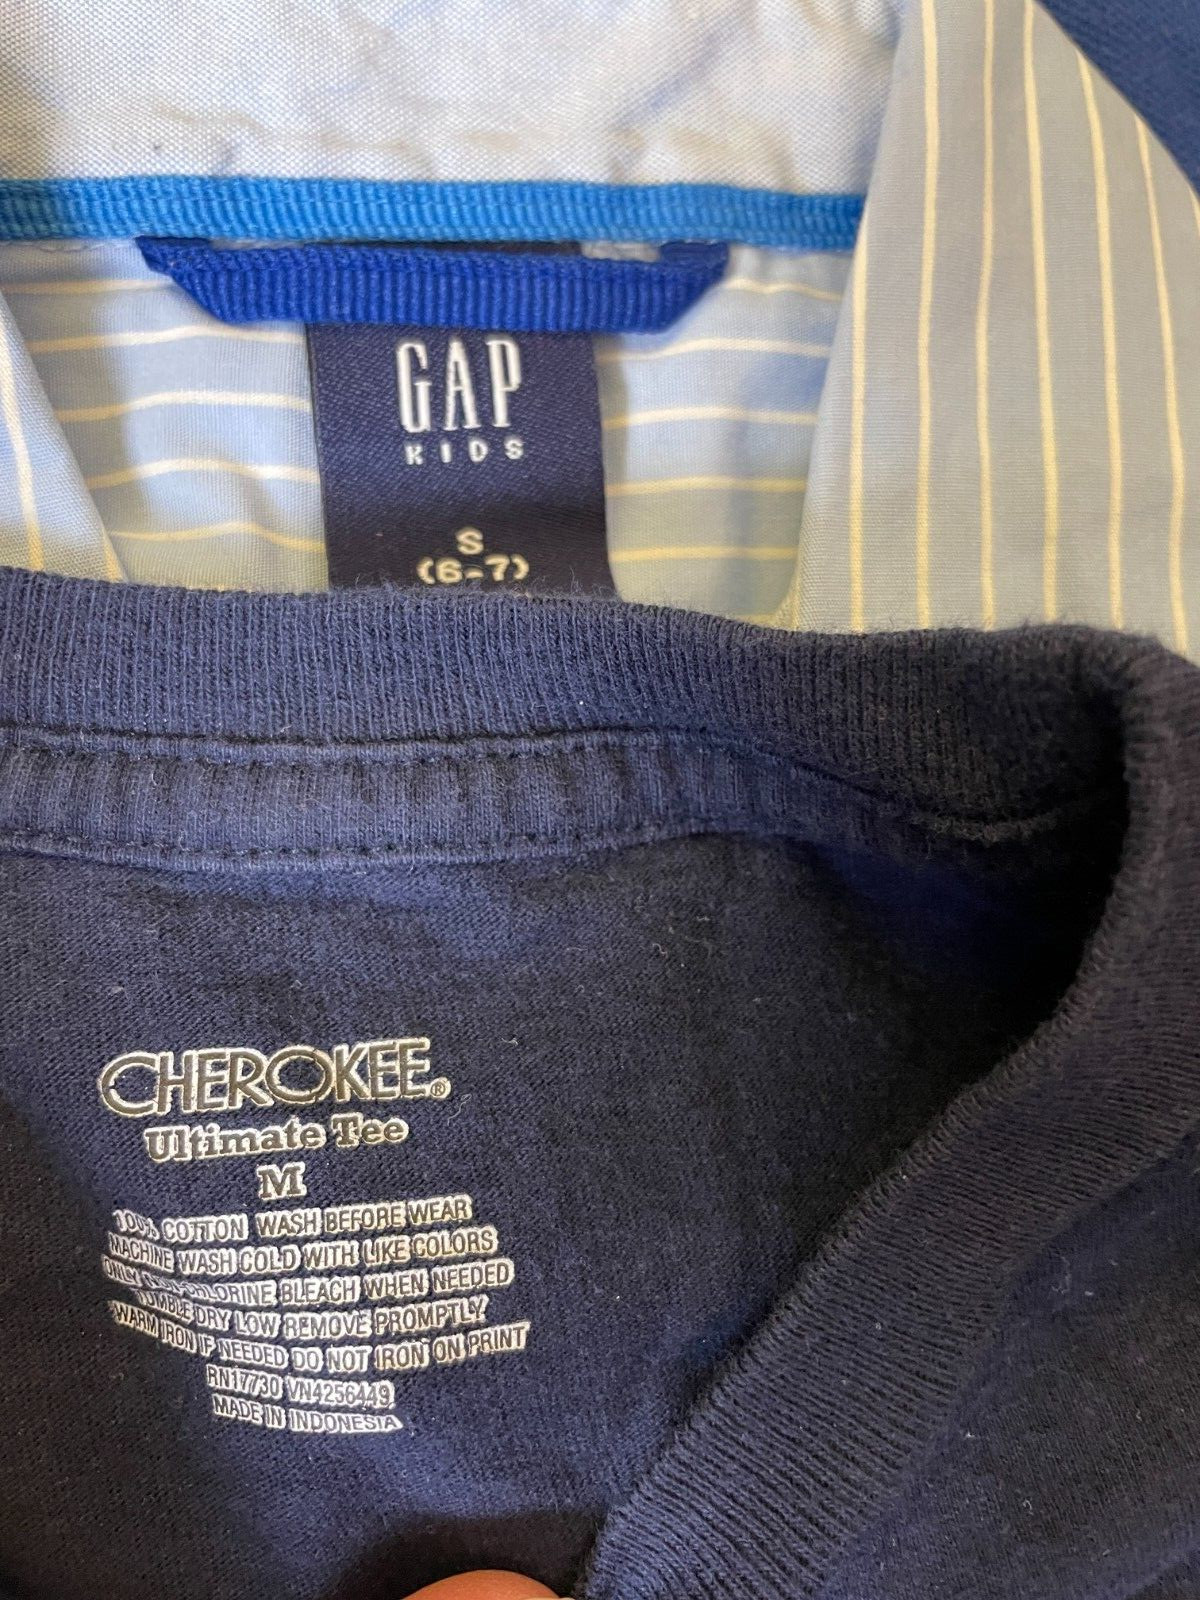 GAP
KIDS
S
(6-7)
CHEROKEE®
Ultimate Tee
M
100% COTTON WASH BEFORE WEAR
MACHINE WASH COLD WITH LIKE COLORS
ONLY CHLORINE BLEACH WHEN NEEDED
TUMBLE DRY LOW REMOVE PROMPTLY
WARM IRON IF NEEDED DO NOT IRON ON PRINT
RN17730 VN4256449
MADE IN INDONESIA